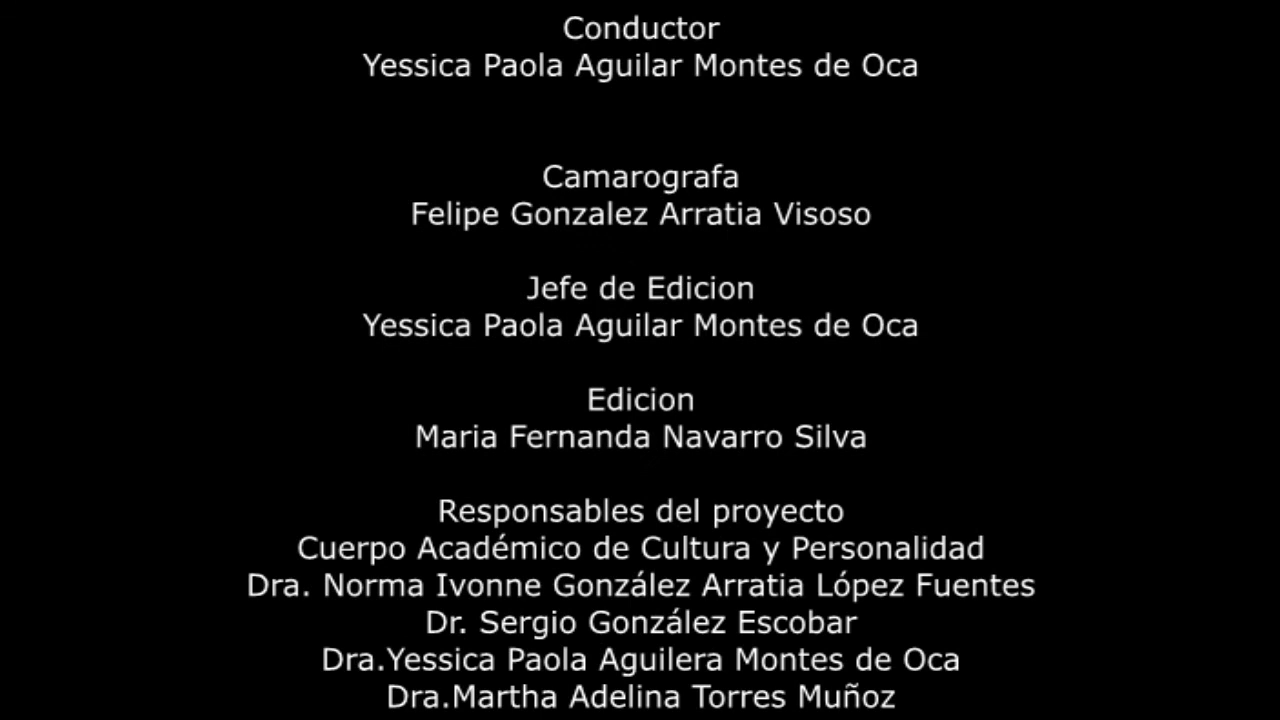 Conductor
Yessica Paola Aguilar Montes de Oca
Camarografa
Felipe Gonzalez Arratia Visoso
Jefe de Edicion
Yessica Paola Aguilar Montes de Oca
Edicion
Maria Fernanda Navarro Silva
Responsables del proyecto
Cuerpo Académico de Cultura y Personalidad
Dra. Norma Ivonne González Arratia López Fuentes
Dr. Sergio González Escobar
Dra.Yessica Paola Aguilera Montes de Oca
Dra.Martha Adelina Torres Muñoz